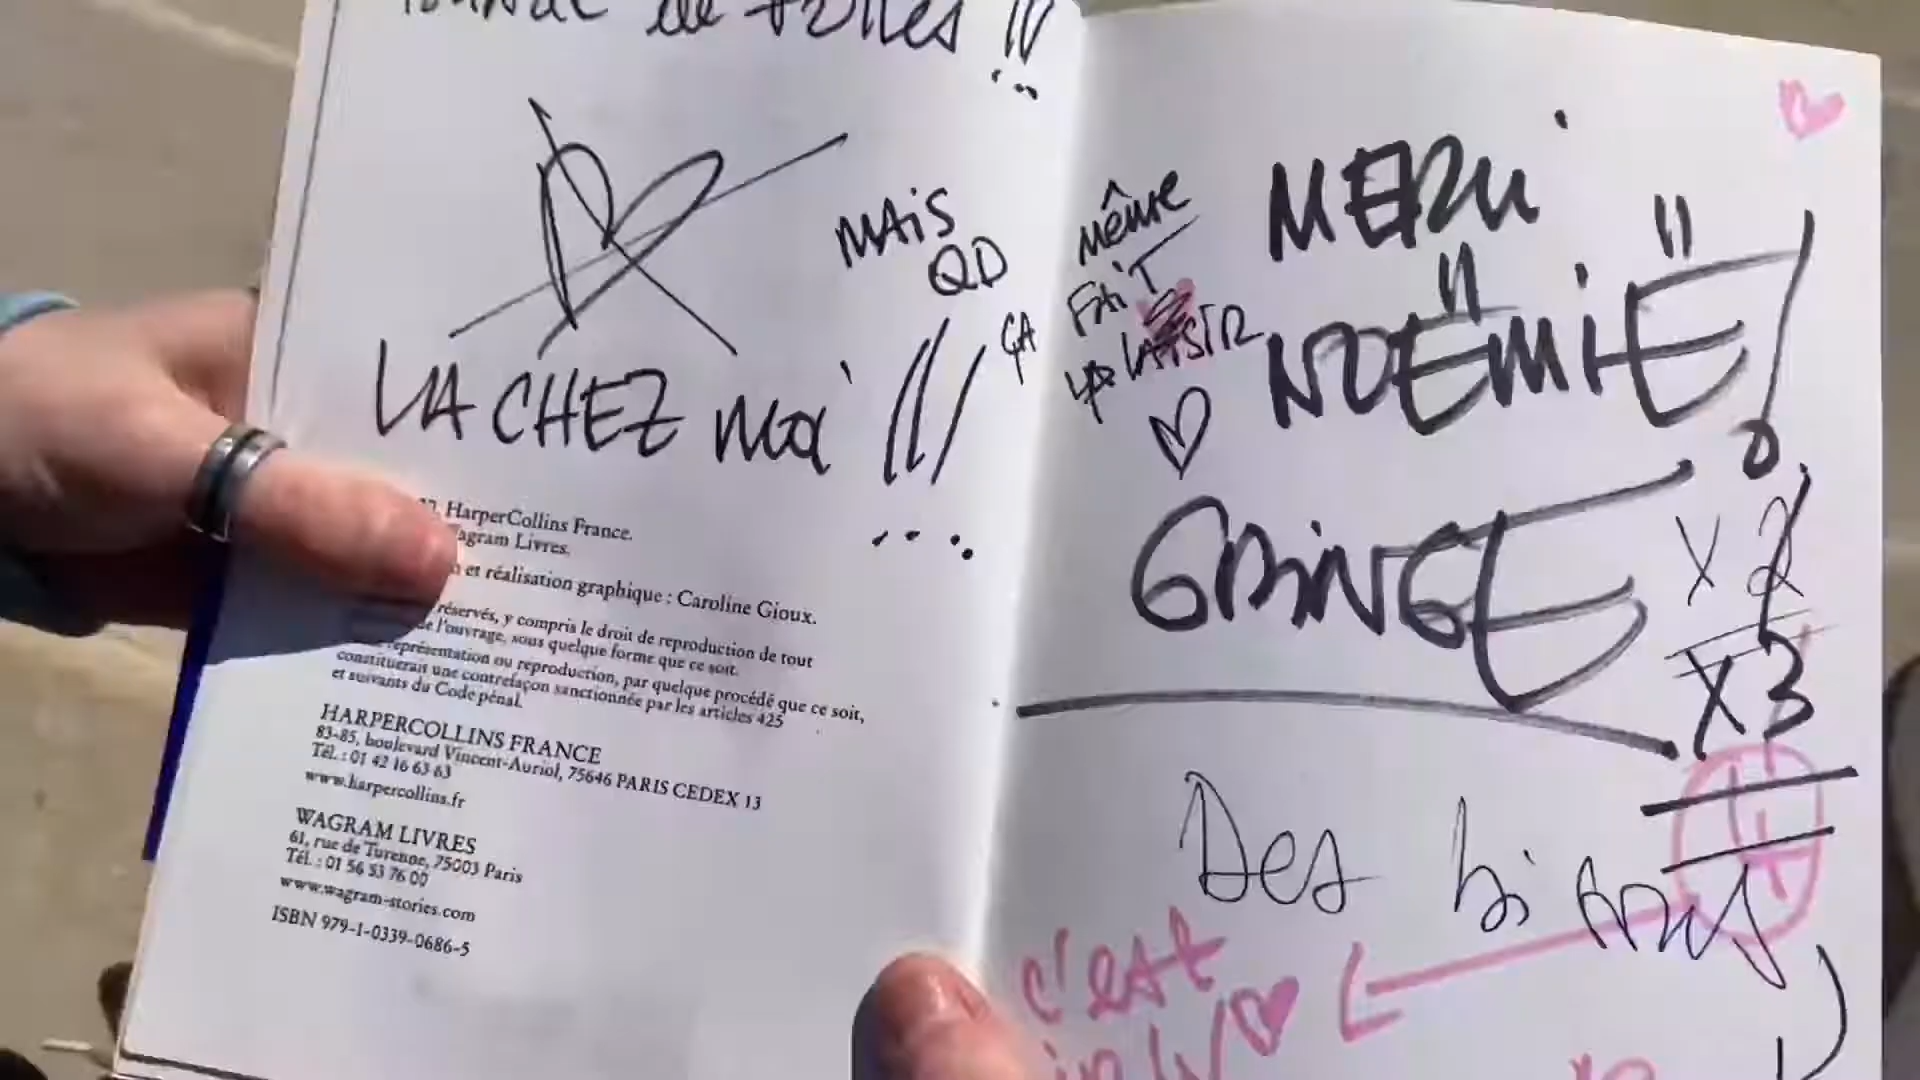 de folles !!!
LA CHEZ MOi !!!
MAiS
QD
ÇA
HarperCollins France.
Wagram Livres.
et réalisation graphique : Caroline Gioux.
réservés, y compris le droit de reproduction de tout
de l'ouvrage, sous quelque forme que ce soit.
représentation ou reproduction, par quelque procédé que ce soit,
constituerait une contrefaçon sanctionnée par les articles 425
et suivants du Code pénal.
HARPERCOLLINS FRANCE
83-85, boulevard Vincent-Auriol, 75646 PARIS CEDEX 13
Tél. : 01 42 16 63 63
www.harpercollins.fr
WAGRAM LIVRES
61, rue de Turenne, 75003 Paris
Tél. : 01 56 53 76 00
www.wagram-stories.com
ISBN 979-1-0339-0686-5
même
FAiT
PLAiSiR
MERCi
NOËMiE !
GRiNGE
X 2
X3
Des bisous
c'est